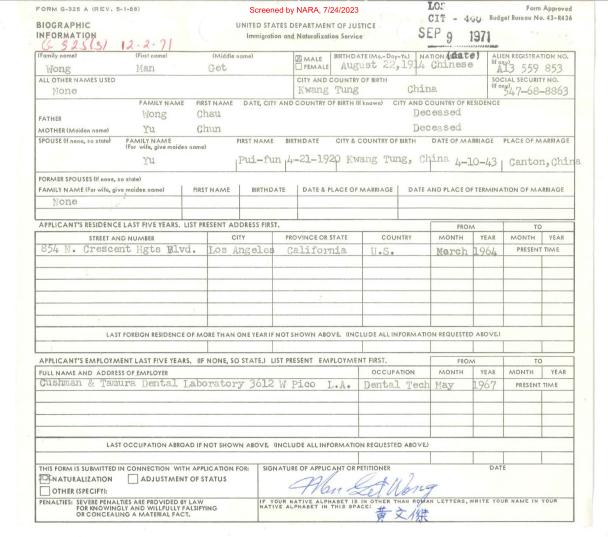 Screened by NARA, 7/24/2023
FORM G-325 A (REV. 5-1-68)
Form Approved
Budget Bureau No. 43-R436
BIOGRAPHIC
INFORMATION
UNITED STATES DEPARTMENT OF JUSTICE
Immigration and Naturalization Service
CIT - 400
SEP 9 1971
(date)
G 325(S) 12-2-71
(Family name) (First name) (Middle name) MALE FEMALE BIRTHDATE (Mo.-Day-Yr.) ALIEN REGISTRATION NO. (If any)
Wong Man Get August 22,1914 Chinese A13 559 853
ALL OTHER NAMES USED CITY AND COUNTRY OF BIRTH SOCIAL SECURITY NO. (If any)
None Kwang Tung China 547-68-8863
FAMILY NAME FIRST NAME DATE, CITY AND COUNTRY OF BIRTH (If known) CITY AND COUNTRY OF RESIDENCE
FATHER Wong Chau Deceased
MOTHER (Maiden name) Yu Chun Deceased
SPOUSE (If none, so state) FAMILY NAME (For wife, give maiden name) FIRST NAME BIRTHDATE CITY & COUNTRY OF BIRTH DATE OF MARRIAGE PLACE OF MARRIAGE
Yu Pui-fun 4-21-1920 Kwang Tung, China 4-10-43 Canton,China
FORMER SPOUSES (If none, so state)
FAMILY NAME (For wife, give maiden name) FIRST NAME BIRTHDATE DATE & PLACE OF MARRIAGE DATE AND PLACE OF TERMINATION OF MARRIAGE
None
APPLICANT'S RESIDENCE LAST FIVE YEARS. LIST PRESENT ADDRESS FIRST. FROM TO
STREET AND NUMBER CITY PROVINCE OR STATE COUNTRY MONTH YEAR MONTH YEAR
854 N. Crescent Hgts Blvd. Los Angeles California U.S. March 1964 PRESENT TIME
LAST FOREIGN RESIDENCE OF MORE THAN ONE YEAR IF NOT SHOWN ABOVE. (INCLUDE ALL INFORMATION REQUESTED ABOVE.)
APPLICANT'S EMPLOYMENT LAST FIVE YEARS. (IF NONE, SO STATE.) LIST PRESENT EMPLOYMENT FIRST. FROM TO
FULL NAME AND ADDRESS OF EMPLOYER OCCUPATION MONTH YEAR MONTH YEAR
Cushman & Tamura Dental Laboratory 3612 W Pico L.A. Dental Tech May 1967 PRESENT TIME
LAST OCCUPATION ABROAD IF NOT SHOWN ABOVE. (INCLUDE ALL INFORMATION REQUESTED ABOVE.)
THIS FORM IS SUBMITTED IN CONNECTION WITH APPLICATION FOR: SIGNATURE OF APPLICANT OR PETITIONER DATE
NATURALIZATION ADJUSTMENT OF STATUS
OTHER (SPECIFY):
Man Get Wong
PENALTIES: SEVERE PENALTIES ARE PROVIDED BY LAW
FOR KNOWINGLY AND WILLFULLY FALSIFYING
OR CONCEALING A MATERIAL FACT.
IF YOUR NATIVE ALPHABET IS IN OTHER THAN ROMAN LETTERS, WRITE YOUR NAME IN YOUR
NATIVE ALPHABET IN THIS SPACE:
黃文傑